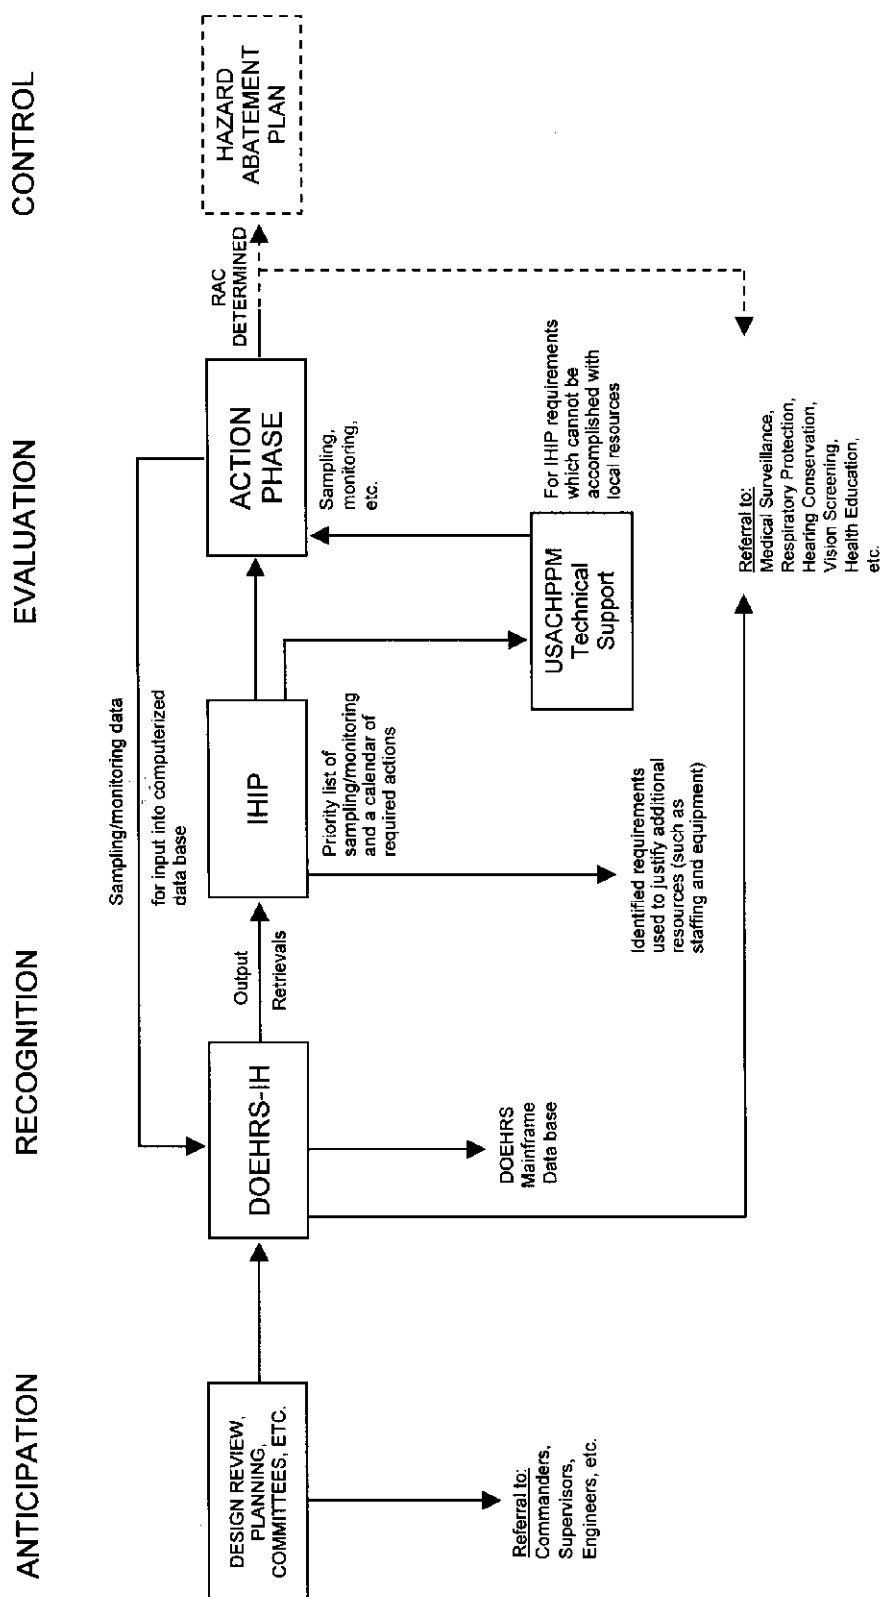 ANTICIPATION
RECOGNITION
EVALUATION
CONTROL
DESIGN REVIEW,
PLANNING,
COMMITTEES, ETC.
Referral to:
Commanders,
Supervisors,
Engineers, etc.
DOEHRS-IH
DOEHRS
Mainframe
Data base
Output
Retrievals
Sampling/monitoring data
for input into computerized
data base
IHIP
Priority list of
sampling/monitoring
and a calendar of
required actions
Identified requirements
used to justify additional
resources (such as
staffing and equipment)
ACTION
PHASE
Sampling,
monitoring,
etc.
USACHPPM
Technical
Support
For IHIP requirements
which cannot be
accomplished with
local resources
RAC
DETERMINED
HAZARD
ABATEMENT
PLAN
Referral to:
Medical Surveillance,
Respiratory Protection,
Hearing Conservation,
Vision Screening,
Health Education,
etc.